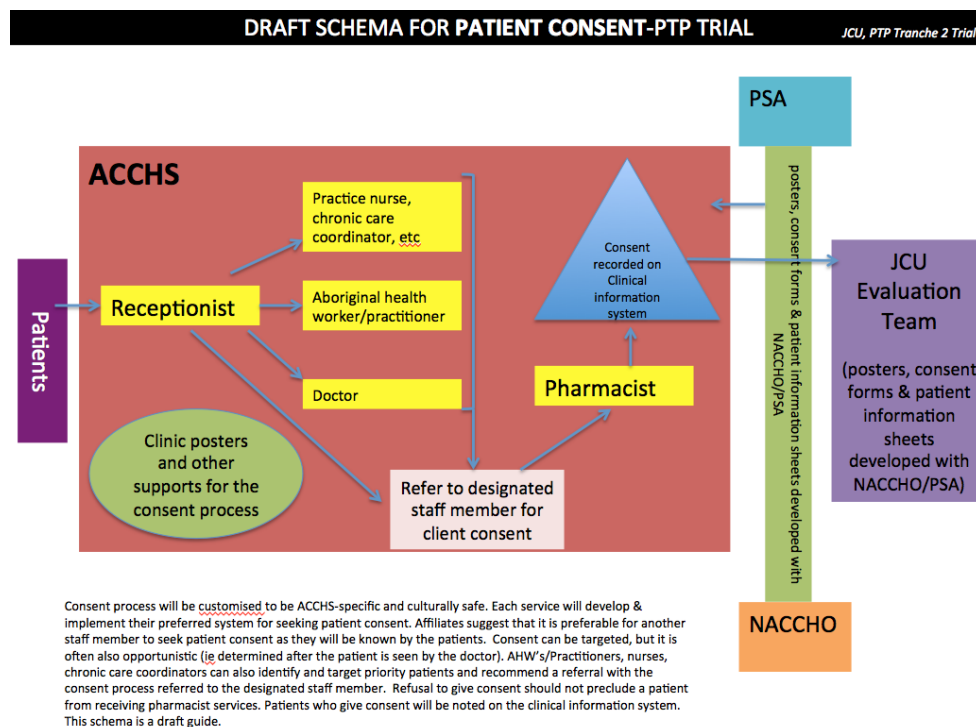 DRAFT SCHEMA FOR PATIENT CONSENT-PTP TRIAL
JCU, PTP Tranche 2 Trial
PSA
ACCHS
Practice nurse,
chronic care
coordinator, etc
Receptionist
Aboriginal health
worker/practitioner
Doctor
Patients
Clinic posters
and other
supports for the
consent process
Refer to designated
staff member for
client consent
Pharmacist
Consent
recorded on
Clinical
information
system
posters, consent forms & patient information sheets developed with
NACCHO/PSA
JCU
Evaluation
Team
(posters, consent
forms & patient
information
sheets
developed with
NACCHO/PSA)
NACCHO
Consent process will be customised to be ACCHS-specific and culturally safe. Each service will develop &
implement their preferred system for seeking patient consent. Affiliates suggest that it is preferable for another
staff member to seek patient consent as they will be known by the patients.  Consent can be targeted, but it is
often also opportunistic (ie determined after the patient is seen by the doctor). AHW's/Practitioners, nurses,
chronic care coordinators can also identify and target priority patients and recommend a referral with the
consent process referred to the designated staff member.  Refusal to give consent should not preclude a patient
from receiving pharmacist services. Patients who give consent will be noted on the clinical information system.
This schema is a draft guide.